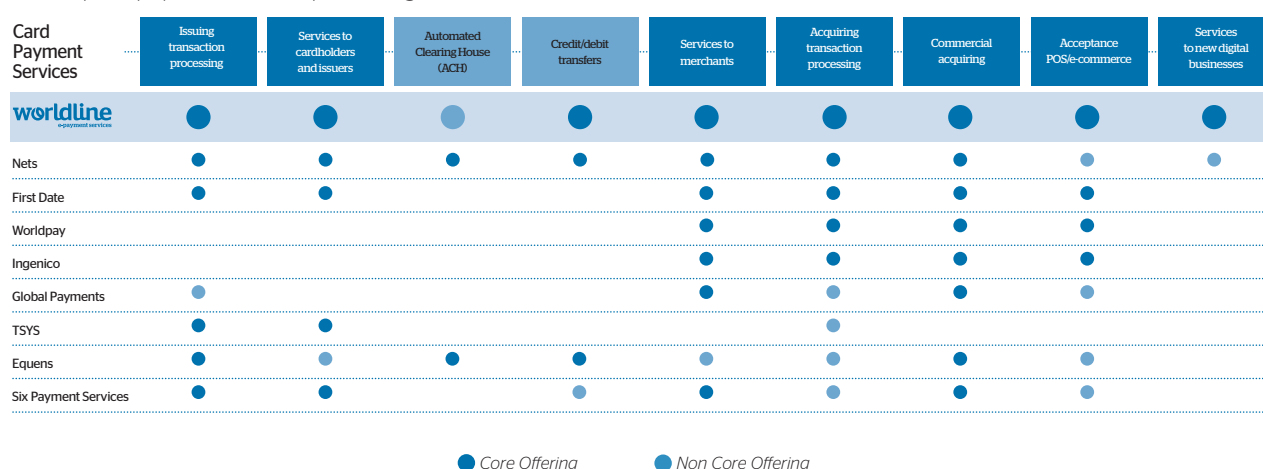 Card
Payment
Services
Issuing
transaction
processing
Services to
cardholders
and issuers
Automated
Clearing House
(ACH)
Credit/debit
transfers
Services to
merchants
Acquiring
transaction
processing
Commercial
acquiring
Acceptance
POS/e-commerce
Services
to new digital
businesses
worldline
e-payment services
Nets
First Date
Worldpay
Ingenico
Global Payments
TSYS
Equens
Six Payment Services
Core Offering
Non Core Offering